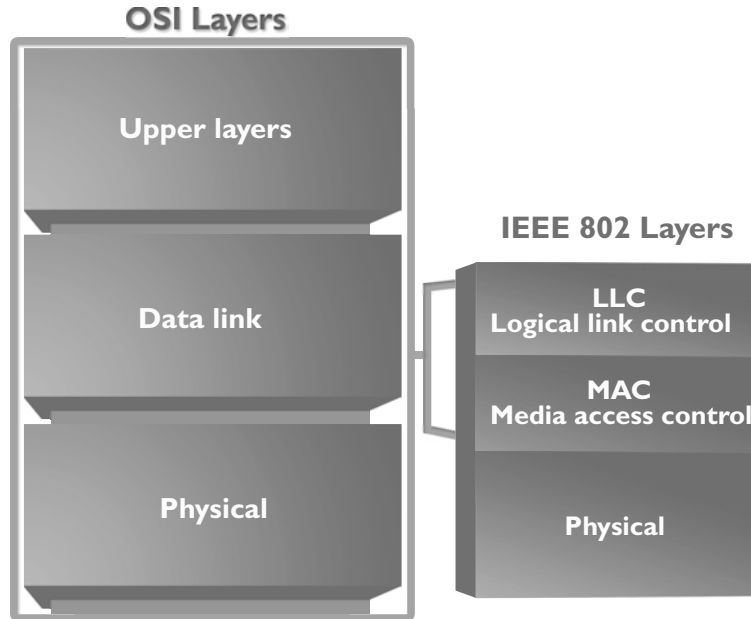 OSI Layers
Upper layers
Data link
Physical
IEEE 802 Layers
LLC
Logical link control
MAC
Media access control
Physical